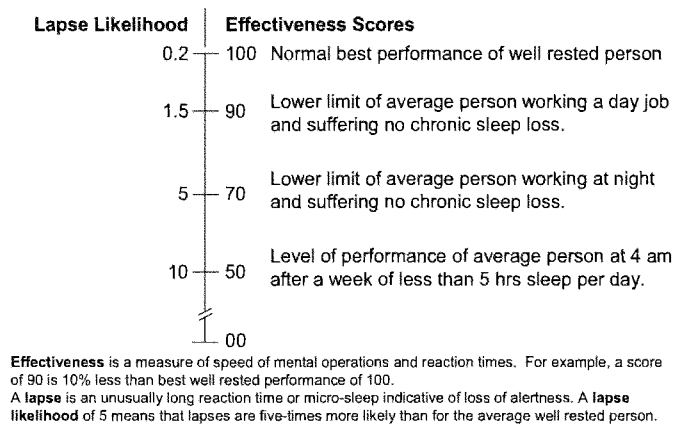 Lapse Likelihood Effectiveness Scores
0.2 100 Normal best performance of well rested person
1.5 90 Lower limit of average person working a day job
and suffering no chronic sleep loss.
5 70 Lower limit of average person working at night
and suffering no chronic sleep loss.
10 50 Level of performance of average person at 4 am
after a week of less than 5 hrs sleep per day.
00
Effectiveness is a measure of speed of mental operations and reaction times. For example, a score
of 90 is 10% less than best well rested performance of 100.
A lapse is an unusually long reaction time or micro-sleep indicative of loss of alertness. A lapse
likelihood of 5 means that lapses are five-times more likely than for the average well rested person.